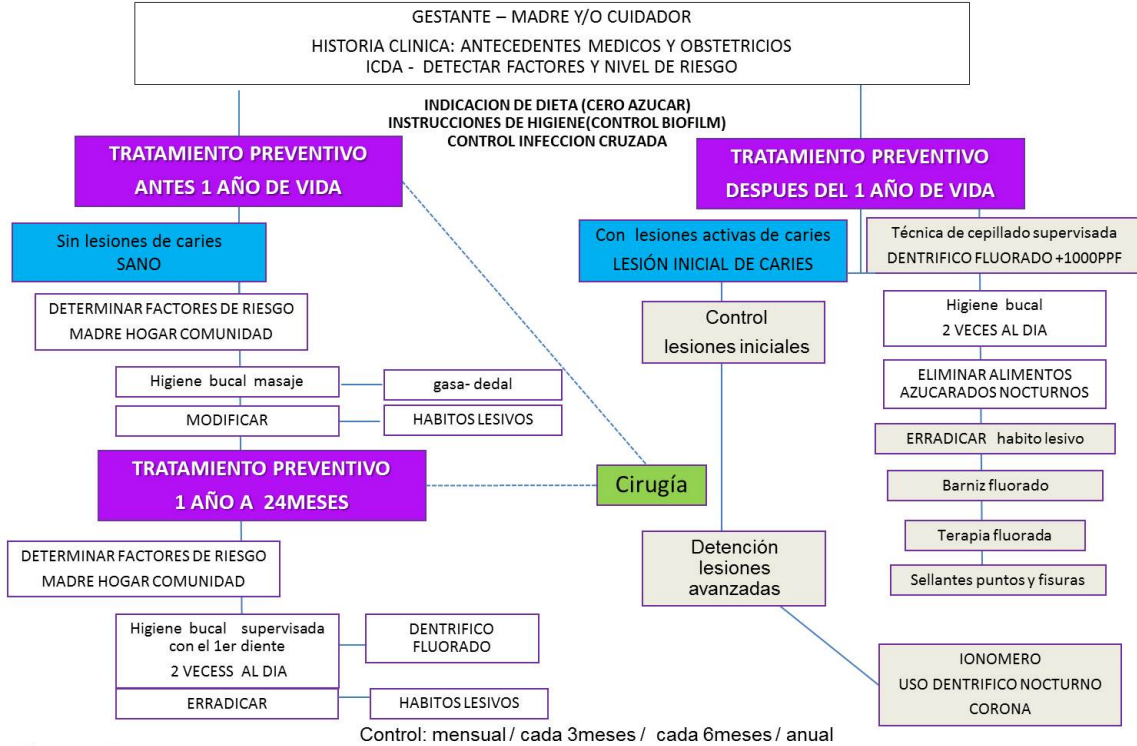 GESTANTE – MADRE Y/O CUIDADOR
HISTORIA CLINICA: ANTECEDENTES MEDICOS Y OBSTETRICIOS
ICDA - DETECTAR FACTORES Y NIVEL DE RIESGO
INDICACION DE DIETA (CERO AZUCAR)
INSTRUCCIONES DE HIGIENE(CONTROL BIOFILM)
CONTROL INFECCION CRUZADA
TRATAMIENTO PREVENTIVO
ANTES 1 AÑO DE VIDA
Sin lesiones de caries
SANO
DETERMINAR FACTORES DE RIESGO
MADRE HOGAR COMUNIDAD
Higiene bucal masaje
gasa- dedal
MODIFICAR
HABITOS LESIVOS
TRATAMIENTO PREVENTIVO
1 AÑO A 24MESES
DETERMINAR FACTORES DE RIESGO
MADRE HOGAR COMUNIDAD
Higiene bucal supervisada
con el 1er diente
2 VECESS AL DIA
DENTRIFICO
FLUORADO
ERRADICAR
HABITOS LESIVOS
Cirugía
TRATAMIENTO PREVENTIVO
DESPUES DEL 1 AÑO DE VIDA
Con lesiones activas de caries
LESIÓN INICIAL DE CARIES
Control
lesiones iniciales
Detención
lesiones
avanzadas
Técnica de cepillado supervisada
DENTRIFICO FLUORADO +1000PPF
Higiene bucal
2 VECES AL DIA
ELIMINAR ALIMENTOS
AZUCARADOS NOCTURNOS
ERRADICAR habito lesivo
Barniz fluorado
Terapia fluorada
Sellantes puntos y fisuras
IONOMERO
USO DENTRIFICO NOCTURNO
CORONA
Control: mensual / cada 3meses / cada 6meses / anual